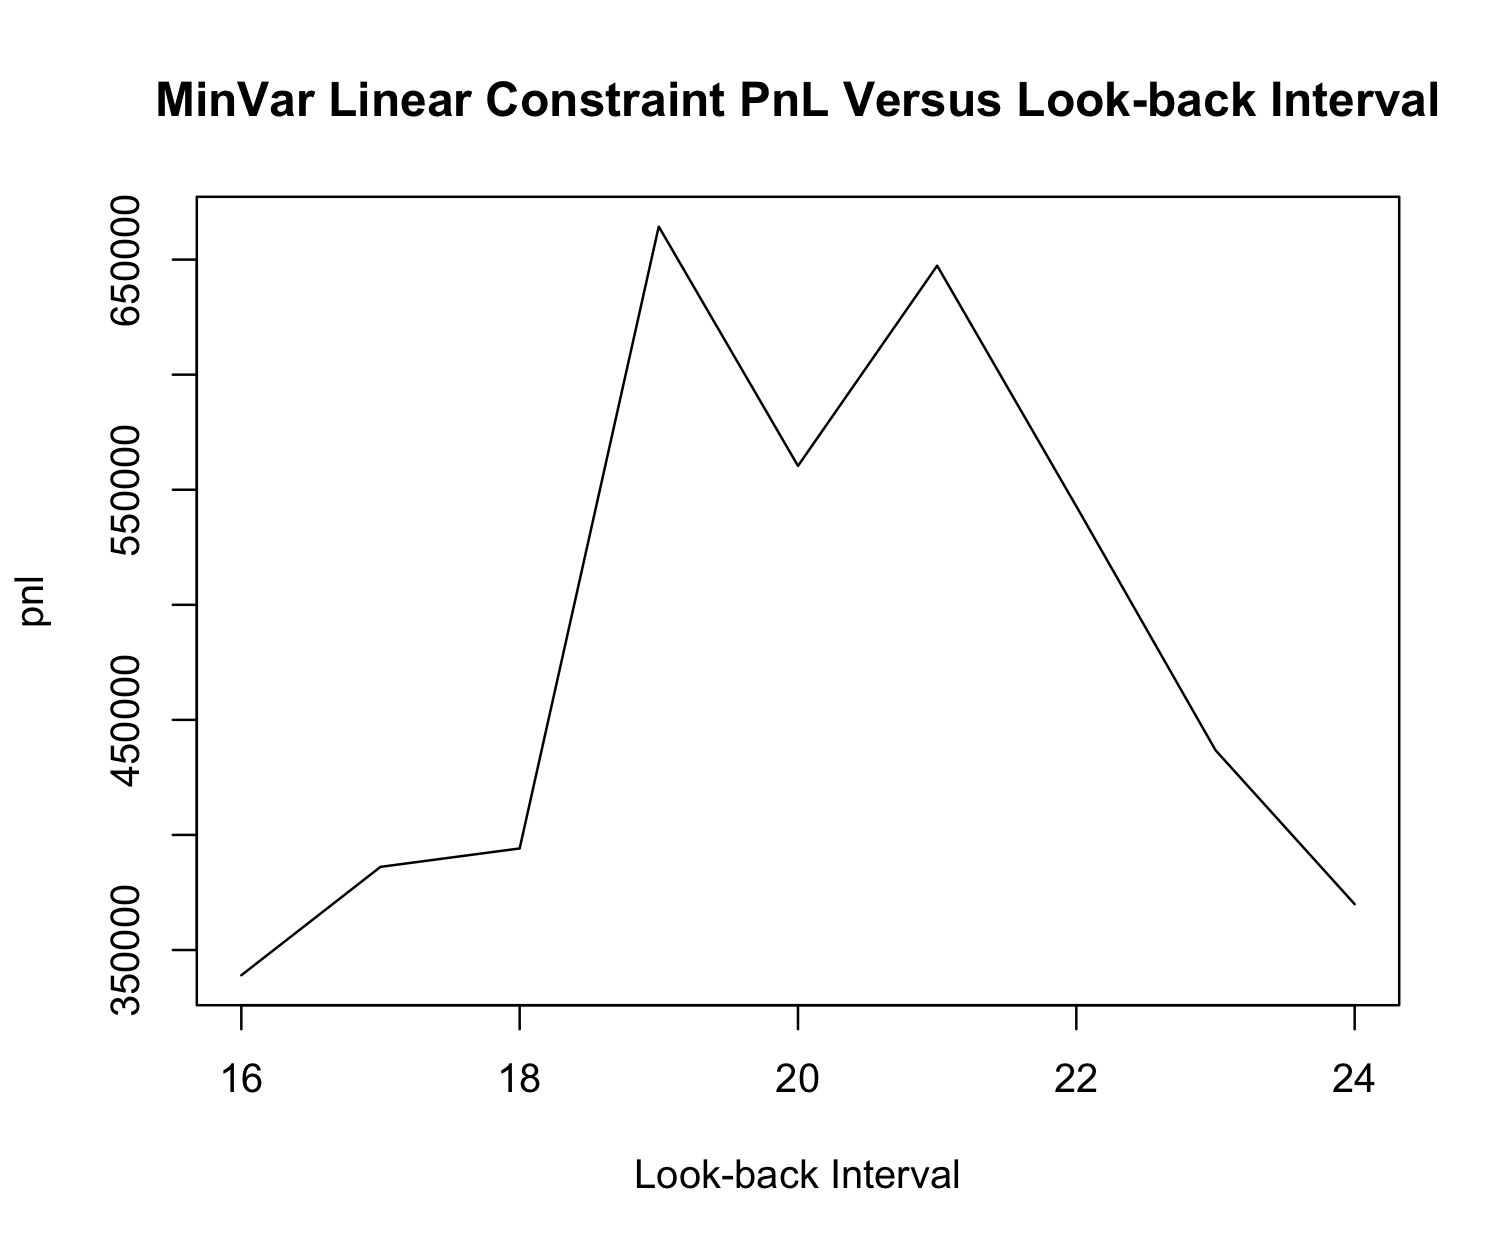 MinVar Linear Constraint PnL Versus Look-back Interval
650000
550000
450000
350000
pnl
16 18 20 22 24
Look-back Interval